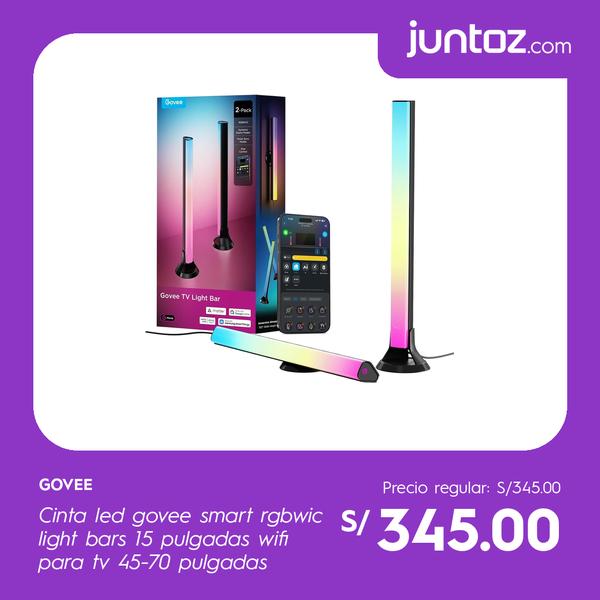 juntoz.com
Govee
2-Pack
Govee TV Light Bar
GOVEE
Cinta led govee smart rgbwic
light bars 15 pulgadas wifi
para tv 45-70 pulgadas
Precio regular: S/345.00
S/ 345.00